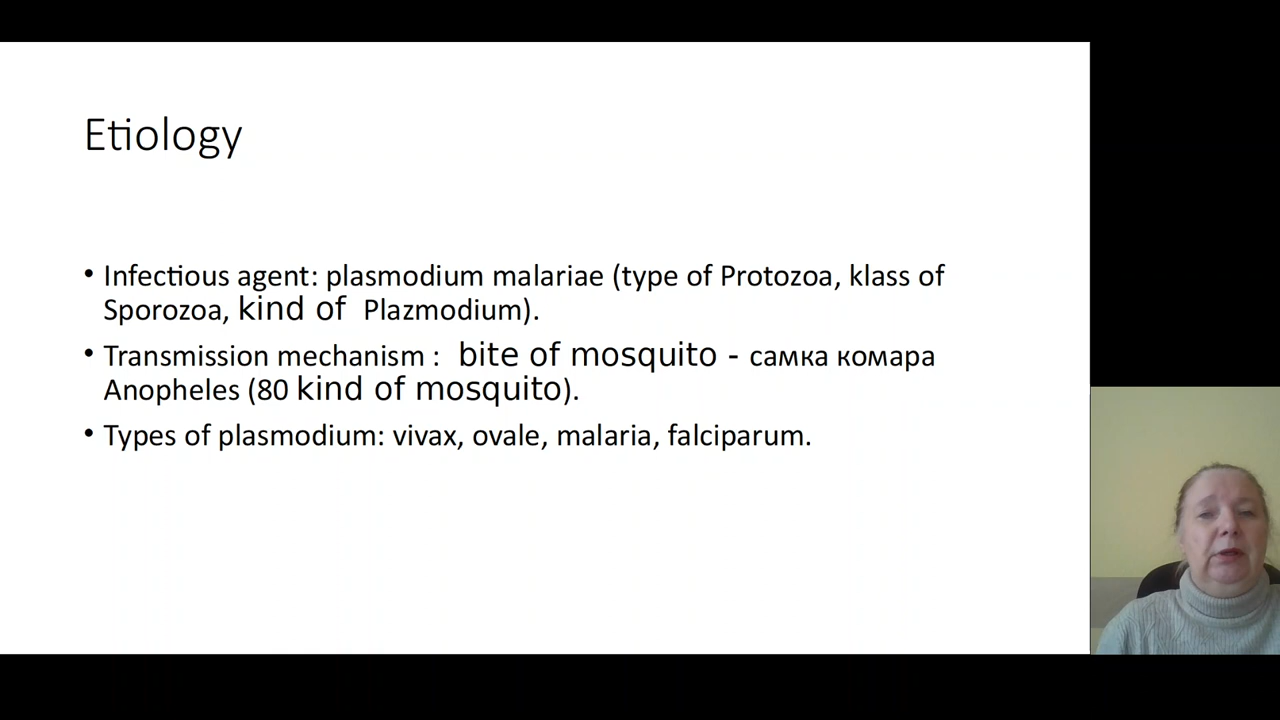 Etiology
• Infectious agent: plasmodium malariae (type of Protozoa, klass of
Sporozoa, kind of Plazmodium).
• Transmission mechanism : bite of mosquito - самка комара
Anopheles (80 kind of mosquito).
• Types of plasmodium: vivax, ovale, malaria, falciparum.